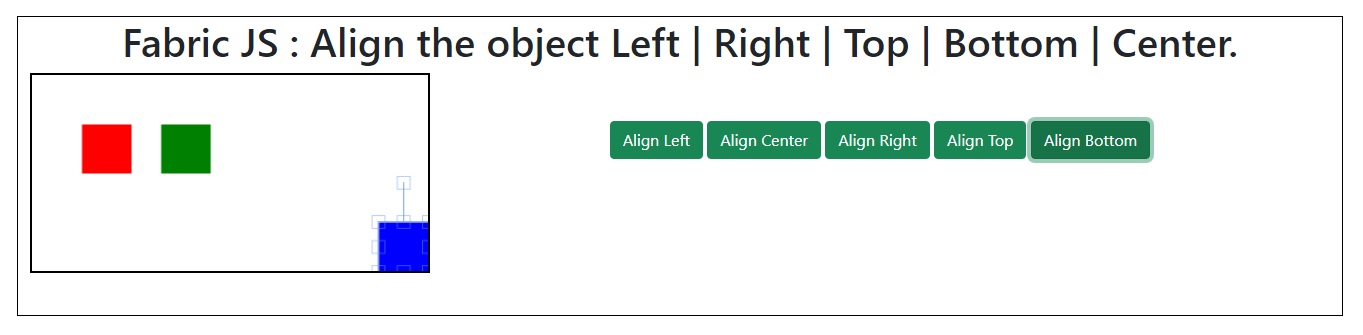 Fabric JS : Align the object Left | Right | Top | Bottom | Center.
Align Left Align Center Align Right Align Top Align Bottom